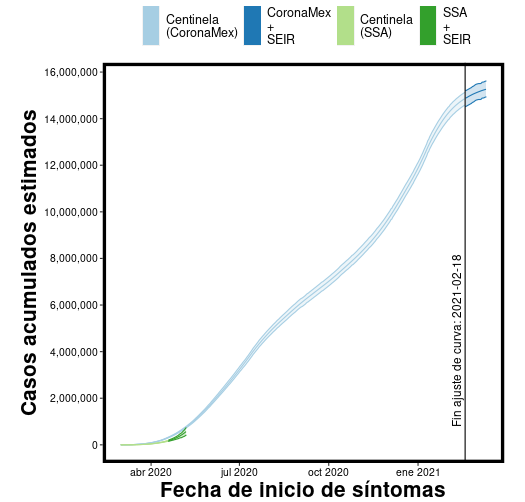 Centinela
(CoronaMex)
CoronaMex
+
SEIR
Centinela
(SSA)
SSA
+
SEIR
Casos acumulados estimados
16,000,000
14,000,000
12,000,000
10,000,000
8,000,000
6,000,000
4,000,000
2,000,000
0
Fin ajuste de curva: 2021-02-18
abr 2020
jul 2020
oct 2020
ene 2021
Fecha de inicio de síntomas